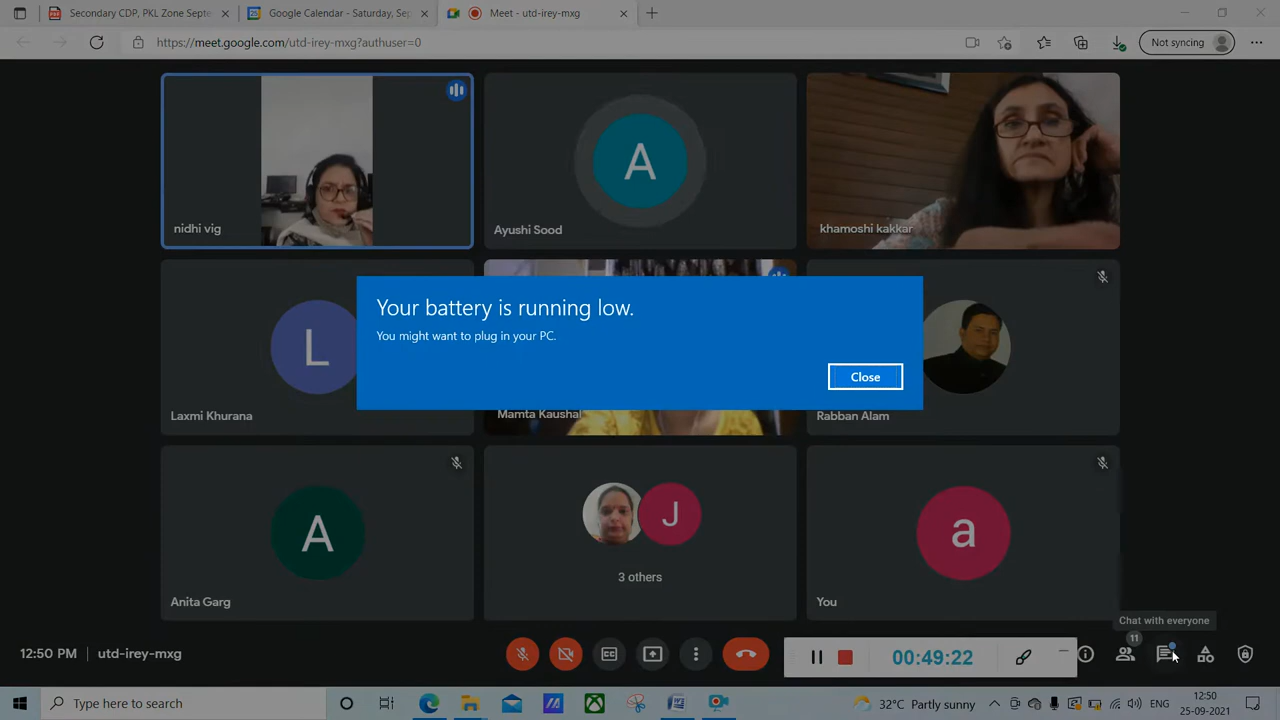 Secondary CDP, PKL Zone Septe
Google Calendar - Saturday, Sep
Meet - utd-irey-mxg
https://meet.google.com/utd-irey-mxg?authuser=0
Not syncing
nidhi vig
A
Ayushi Sood
khamoshi kakkar
Your battery is running low.
You might want to plug in your PC.
Close
L
Laxmi Khurana
Mamta Kaushal
Rabban Alam
A
Anita Garg
J
3 others
a
You
Chat with everyone
12:50 PM | utd-irey-mxg
CC
00:49:22
11
Type here to search
32°C Partly sunny
ENG
12:50
25-09-2021